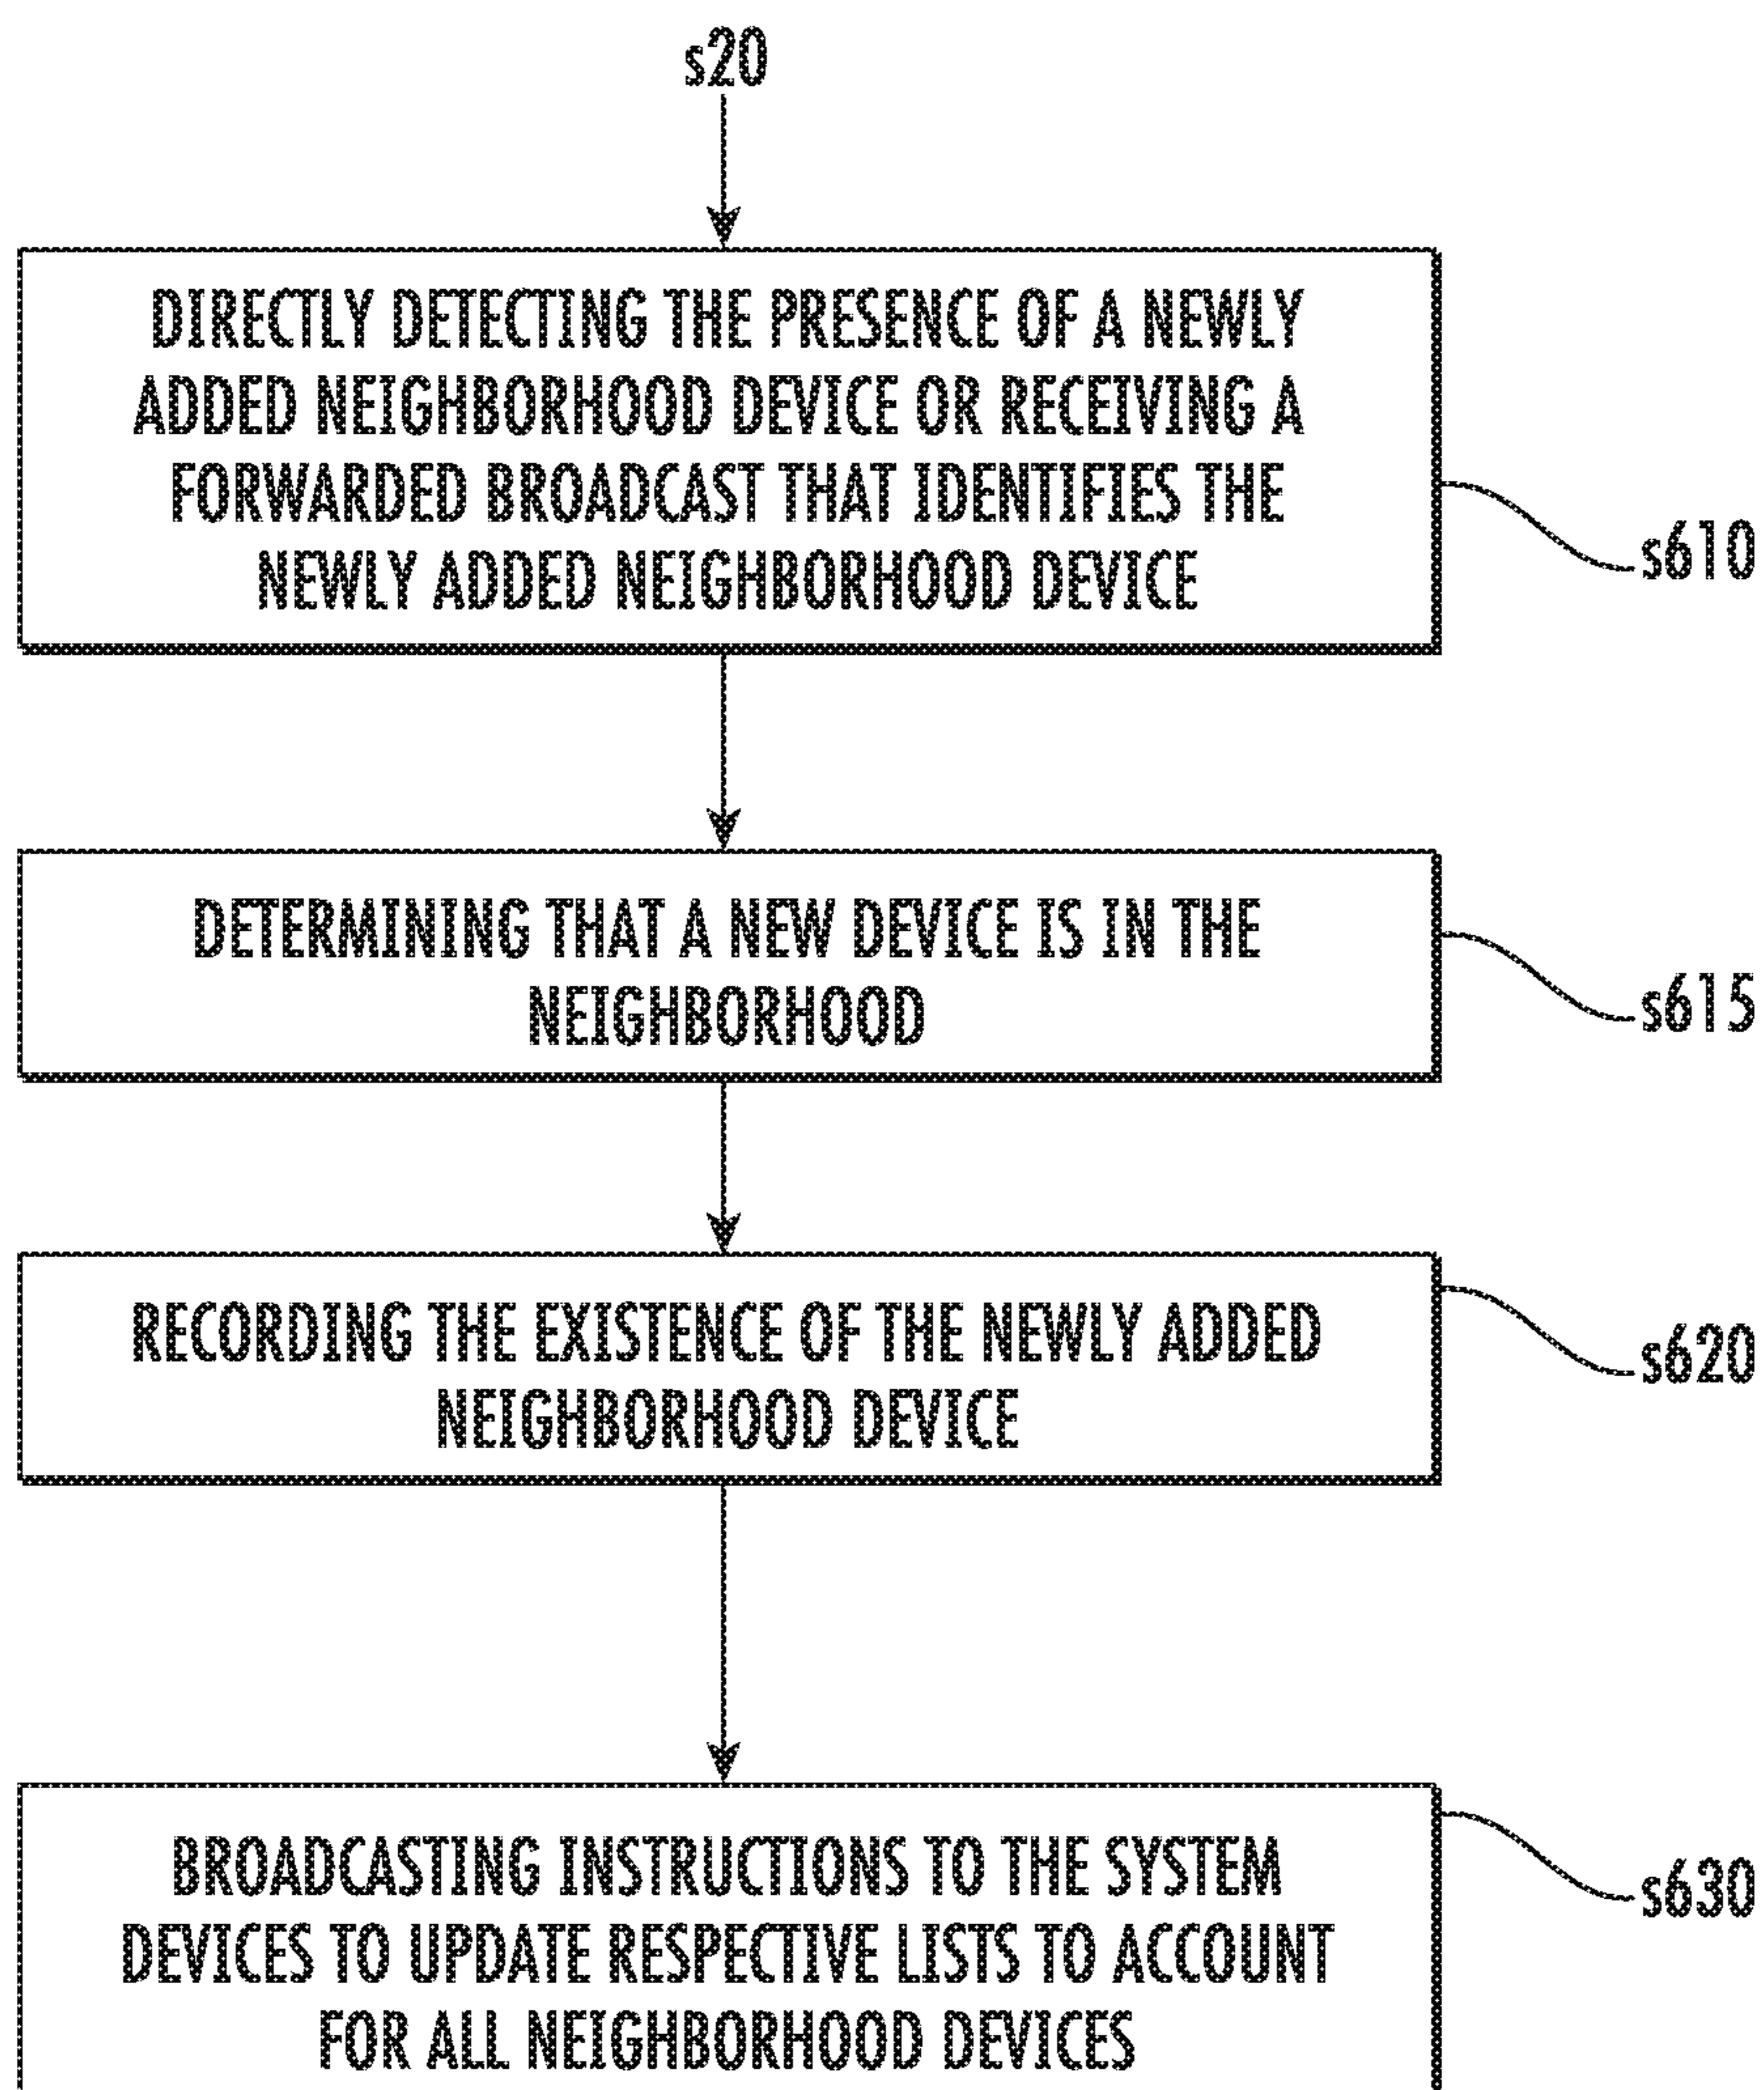 s20
DIRECTLY DETECTING THE PRESENCE OF A NEWLY
ADDED NEIGHBORHOOD DEVICE OR RECEIVING A
FORWARDED BROADCAST THAT IDENTIFIES THE
NEWLY ADDED NEIGHBORHOOD DEVICE
s610
DETERMINING THAT A NEW DEVICE IS IN THE
NEIGHBORHOOD
s615
RECORDING THE EXISTENCE OF THE NEWLY ADDED
NEIGHBORHOOD DEVICE
s620
BROADCASTING INSTRUCTIONS TO THE SYSTEM
DEVICES TO UPDATE RESPECTIVE LISTS TO ACCOUNT
FOR ALL NEIGHBORHOOD DEVICES
s630